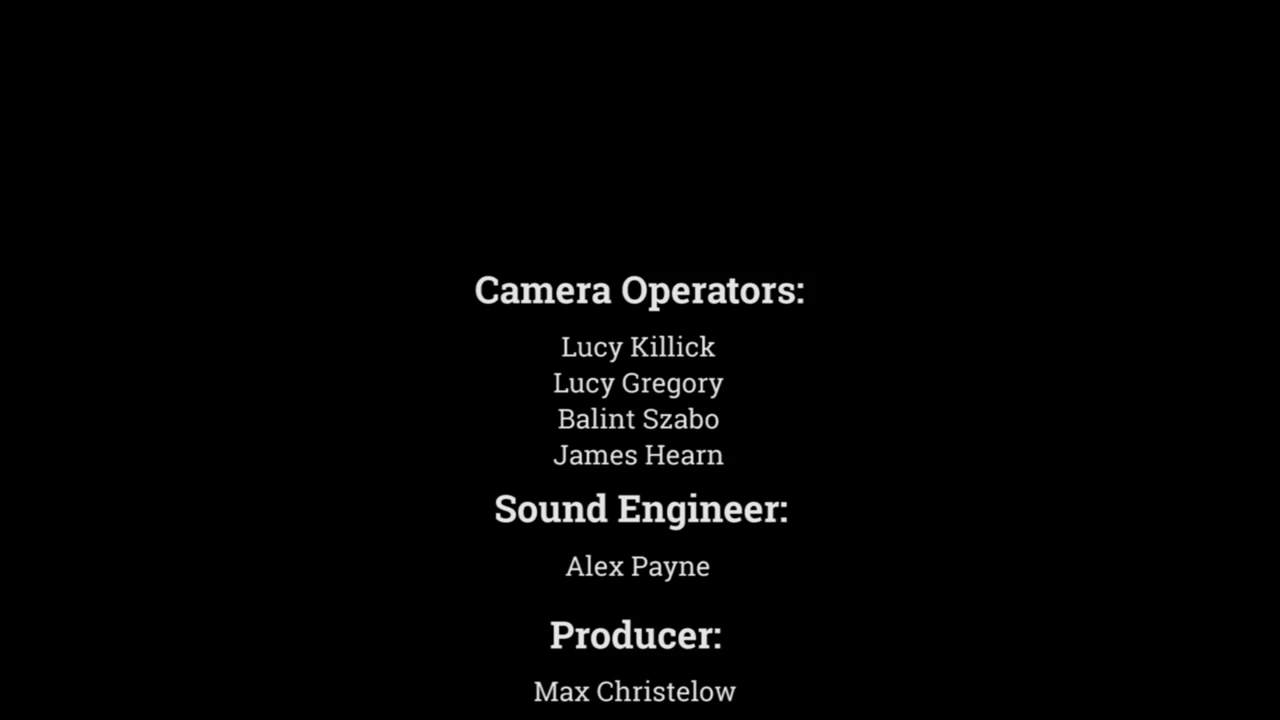 Camera Operators:
Lucy Killick
Lucy Gregory
Balint Szabo
James Hearn
Sound Engineer:
Alex Payne
Producer:
Max Christelow